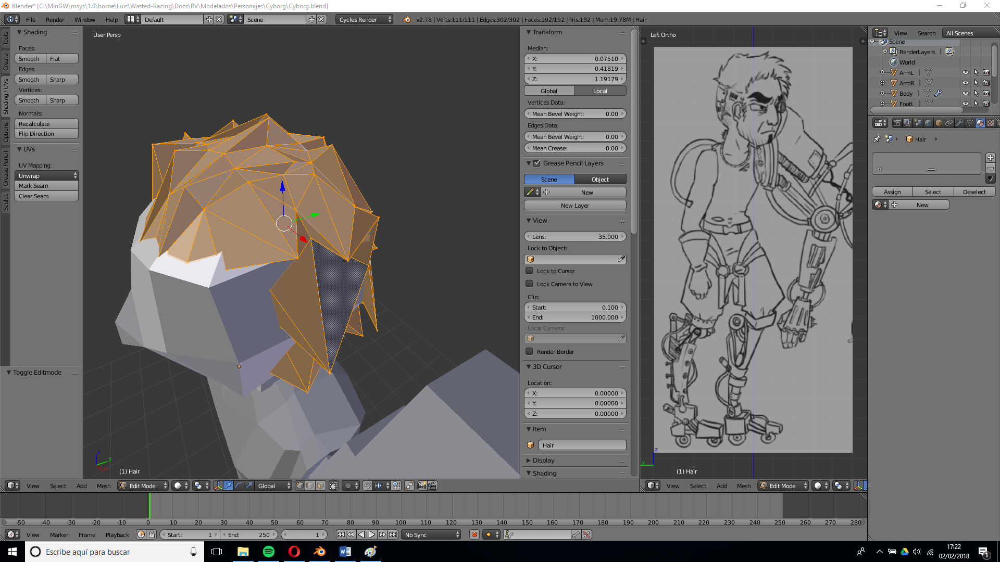 Blender* [C:\MinGW\msys\1.0\home\Luis\Wasted-Racing\Docs\RV\Modelados\Personajes\Cyborg\Cyborg.blend]
File Render Window Help Default Scene Cycles Render v2.78 | Verts:111/111 | Edges:302/302 | Faces:192/192 | Tris:192 | Mem:19.78M | Hair
Tools
Create
Shading / UVs
Options
Grease Pencil
Sculpt
Shading
Faces:
Smooth Flat
Edges:
Smooth Sharp
Vertices:
Smooth Sharp
Normals:
Recalculate
Flip Direction
UVs
UV Mapping:
Unwrap
Mark Seam
Clear Seam
Toggle Editmode
User Persp
z
y
x
(1) Hair
Transform
Median:
X: 0.07510
Y: 0.41819
Z: 1.19179
Global Local
Vertices Data:
Mean Bevel Weight: 0.00
Edges Data:
Mean Bevel Weight: 0.00
Mean Crease: 0.00
Grease Pencil Layers
Scene Object
New
New Layer
View
Lens: 35.000
Lock to Object:
Lock to Cursor
Lock Camera to View
Clip:
Start: 0.100
End: 1000.000
Local Camera:
Render Border
3D Cursor
Location:
X: 0.00000
Y: 0.00000
Z: 0.00000
Item
Hair
Display
Shading
Left Ortho
z
y
(1) Hair
View Search All Scenes
Scene
RenderLayers |
World
ArmL |
ArmR |
Body |
FootL |
Hair
Assign Select Deselect
New
View Select Add Mesh Edit Mode Global
View Select Add Mesh Edit Mode
-50 -40 -30 -20 -10 0 10 20 30 40 50 60 70 80 90 100 110 120 130 140 150 160 170 180 190 200 210 220 230 240 250 260 270 280
View Marker Frame Playback Start: 1 End: 250 1 No Sync
Escribe aquí para buscar
17:22
02/02/2018
1